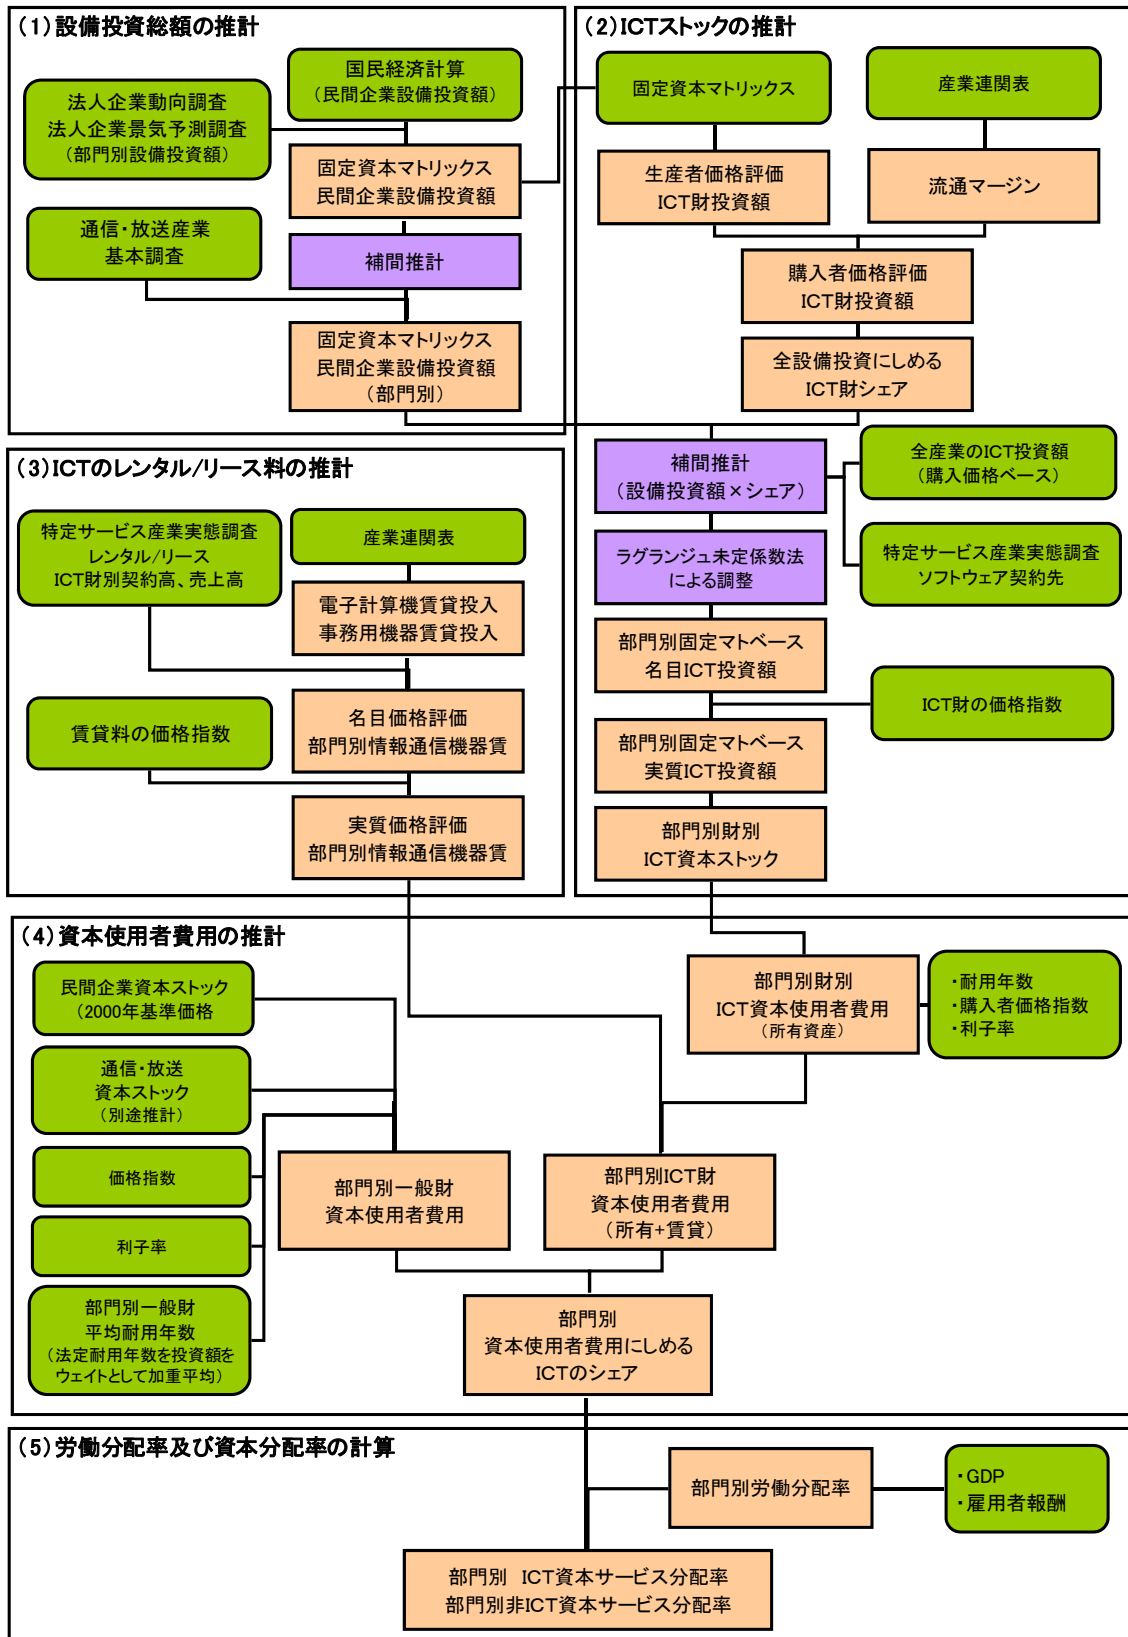 （1）設備投資総額の推計
国民経済計算
（民間企業設備投資額）
法人企業動向調査
法人企業景気予測調査
（部門別設備投資額）
固定資本マトリックス
民間企業設備投資額
通信・放送産業
基本調査
補間推計
固定資本マトリックス
民間企業設備投資額
（部門別）
（2）ICTストックの推計
固定資本マトリックス
産業連関表
生産者価格評価
ICT財投資額
流通マージン
購入者価格評価
ICT財投資額
全設備投資にしめる
ICT財シェア
補間推計
（設備投資額×シェア）
全産業のICT投資額
（購入価格ベース）
ラグランジュ未定係数法
による調整
特定サービス産業実態調査
ソフトウェア契約先
部門別固定マトベース
名目ICT投資額
ICT財の価格指数
部門別固定マトベース
実質ICT投資額
部門別財別
ICT資本ストック
（3）ICTのレンタル/リース料の推計
特定サービス産業実態調査
レンタル/リース
ICT財別契約高、売上高
産業連関表
電子計算機賃貸投入
事務用機器賃貸投入
賃貸料の価格指数
名目価格評価
部門別情報通信機器賃
実質価格評価
部門別情報通信機器賃
（4）資本使用者費用の推計
民間企業資本ストック
（2000年基準価格
通信・放送
資本ストック
（別途推計）
価格指数
利子率
部門別一般財
平均耐用年数
（法定耐用年数を投資額を
ウェイトとして加重平均）
部門別財別
ICT資本使用者費用
（所有資産）
・耐用年数
・購入者価格指数
・利子率
部門別一般財
資本使用者費用
部門別ICT財
資本使用者費用
（所有+賃貸）
部門別
資本使用者費用にしめる
ICTのシェア
（5）労働分配率及び資本分配率の計算
部門別労働分配率
・GDP
・雇用者報酬
部門別　ICT資本サービス分配率
部門別非ICT資本サービス分配率